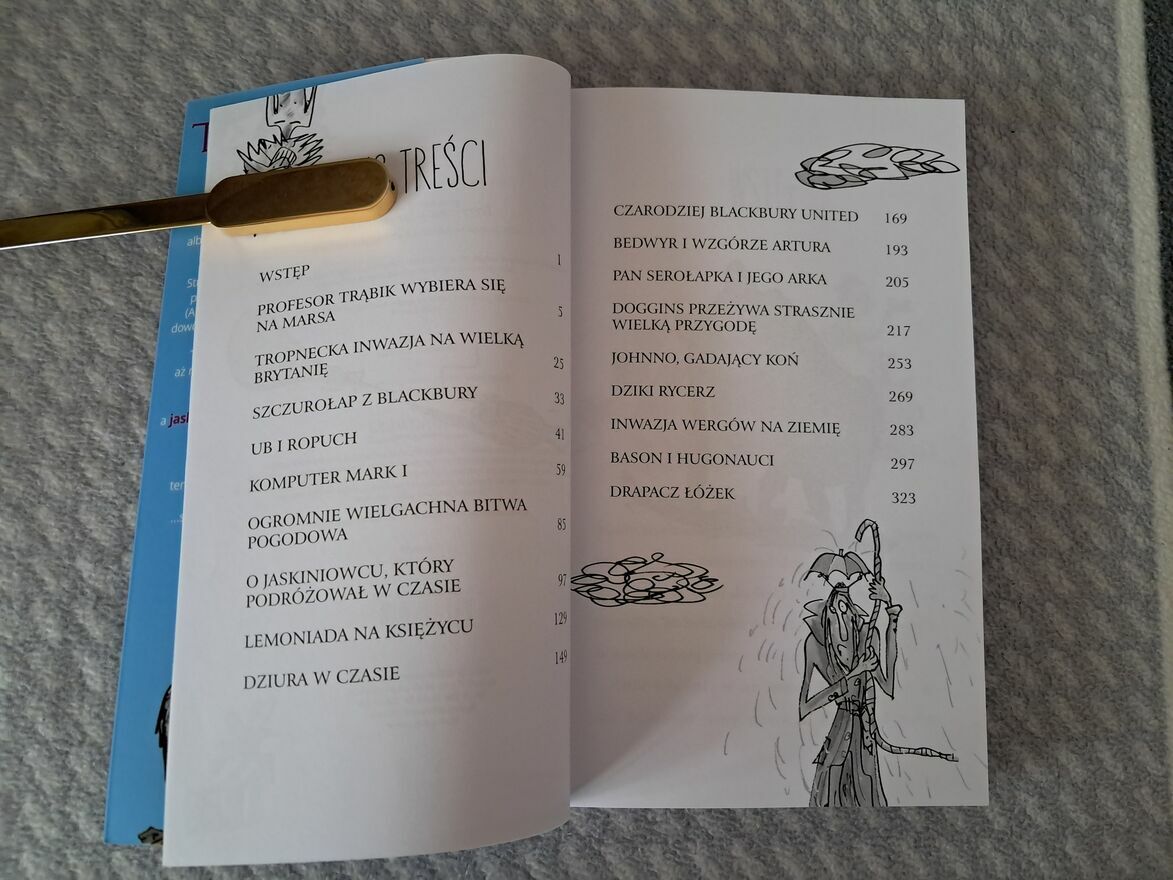 TREŚCI
WSTĘP 1
PROFESOR TRĄBIK WYBIERA SIĘ
NA MARSA 5
TROPNECKA INWAZJA NA WIELKĄ
BRYTANIĘ 25
SZCZUROŁAP Z BLACKBURY 33
UB I ROPUCH 41
KOMPUTER MARK I 59
OGROMNIE WIELGACHNA BITWA
POGODOWA 85
O JASKINIOWCU, KTÓRY
PODRÓŻOWAŁ W CZASIE 97
LEMONIADA NA KSIĘŻYCU 129
DZIURA W CZASIE 149
CZARODZIEJ BLACKBURY UNITED 169
BEDWYR I WZGÓRZE ARTURA 193
PAN SEROŁAPKA I JEGO ARKA 205
DOGGINS PRZEŻYWA STRASZNIE
WIELKĄ PRZYGODĘ 217
JOHNNO, GADAJĄCY KOŃ 253
DZIKI RYCERZ 269
INWAZJA WERGÓW NA ZIEMIĘ 283
BASON I HUGONAUCI 297
DRAPACZ ŁÓŻEK 323